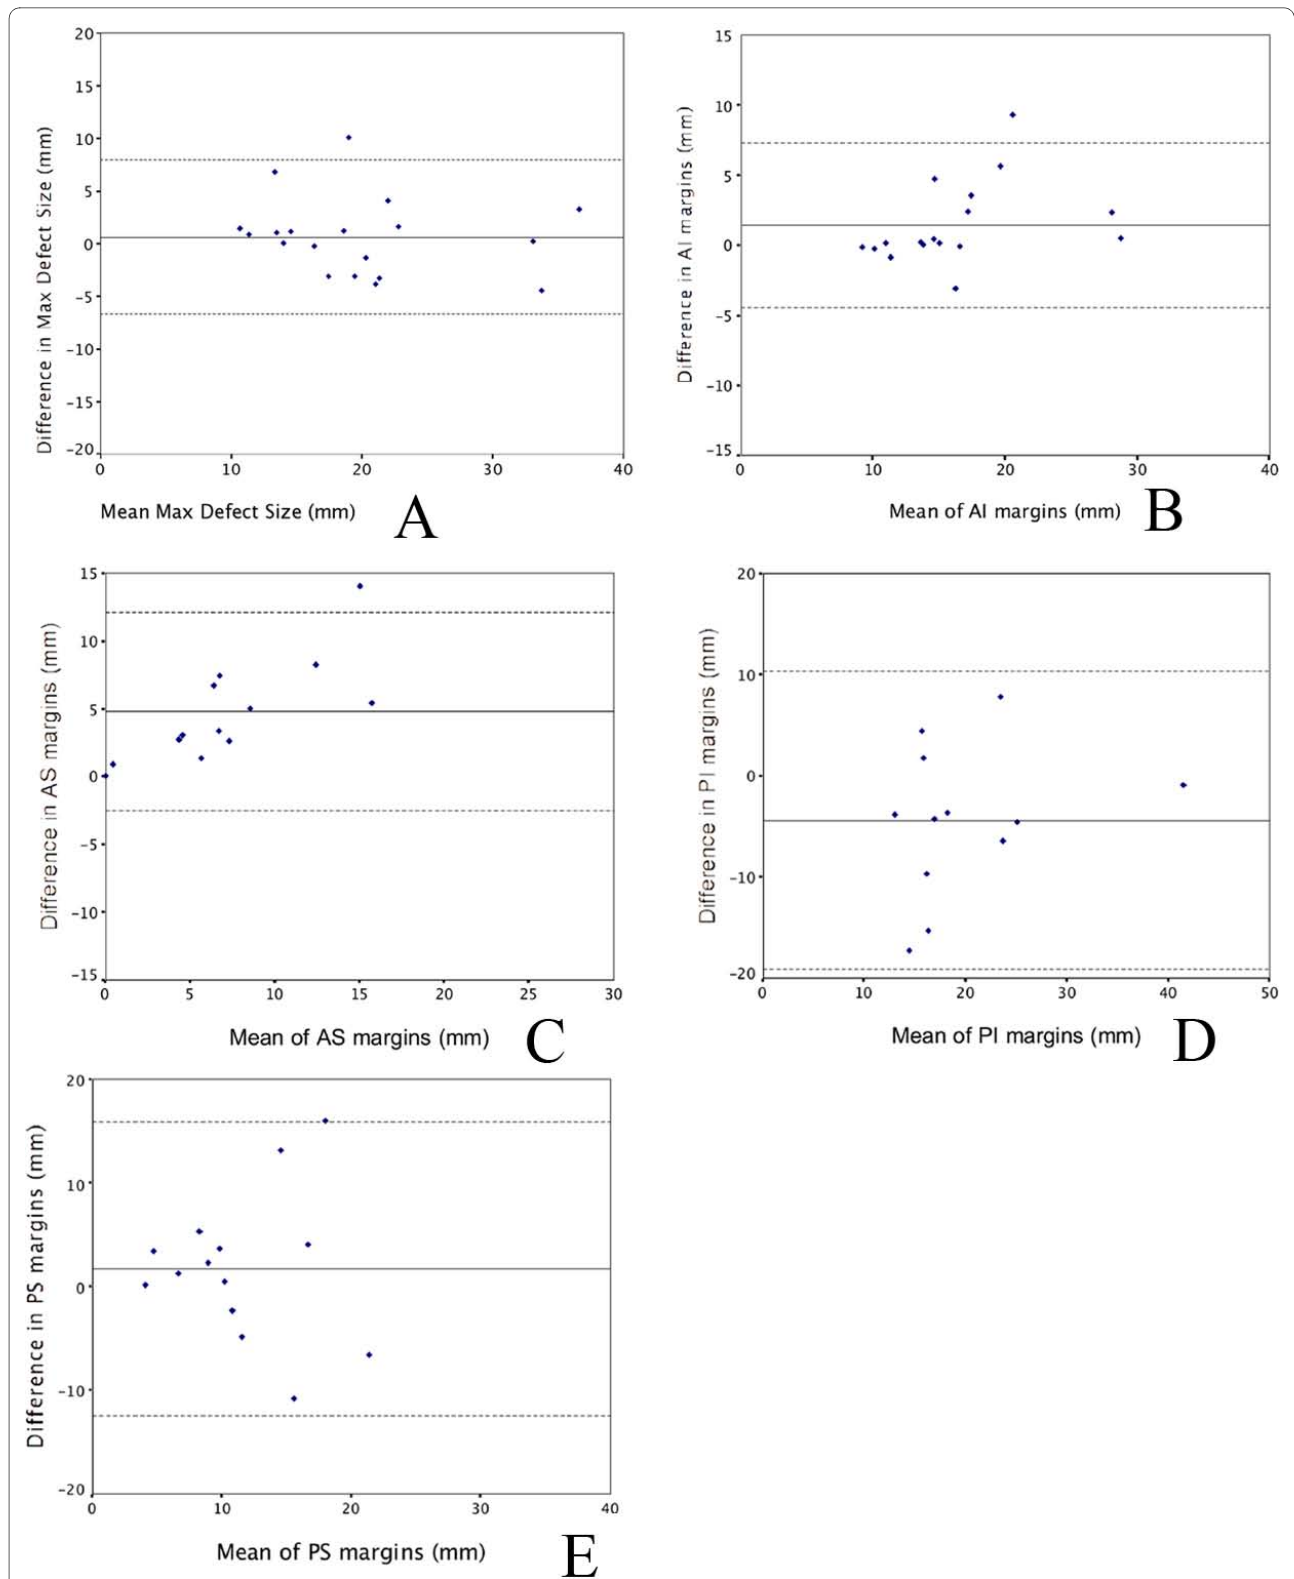 20
15
10
5
0
−5
−10
−15
−20
0 10 20 30 40
Difference in Max Defect Size (mm)
Mean Max Defect Size (mm)
A
15
10
5
0
−5
−10
−15
0 10 20 30 40
Difference in AI margins (mm)
Mean of AI margins (mm)
B
15
10
5
0
−5
−10
−15
0 5 10 15 20 25 30
Difference in AS margins (mm)
Mean of AS margins (mm)
C
20
10
0
−10
−20
0 10 20 30 40 50
Difference in PI margins (mm)
Mean of PI margins (mm)
D
20
10
0
−10
−20
0 10 20 30 40
Difference in PS margins (mm)
Mean of PS margins (mm)
E